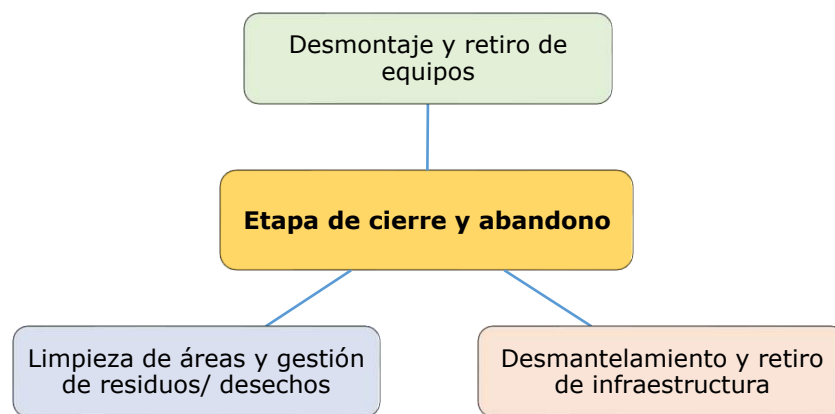 Desmontaje y retiro de
equipos
Etapa de cierre y abandono
Limpieza de áreas y gestión
de residuos/ desechos
Desmantelamiento y retiro
de infraestructura